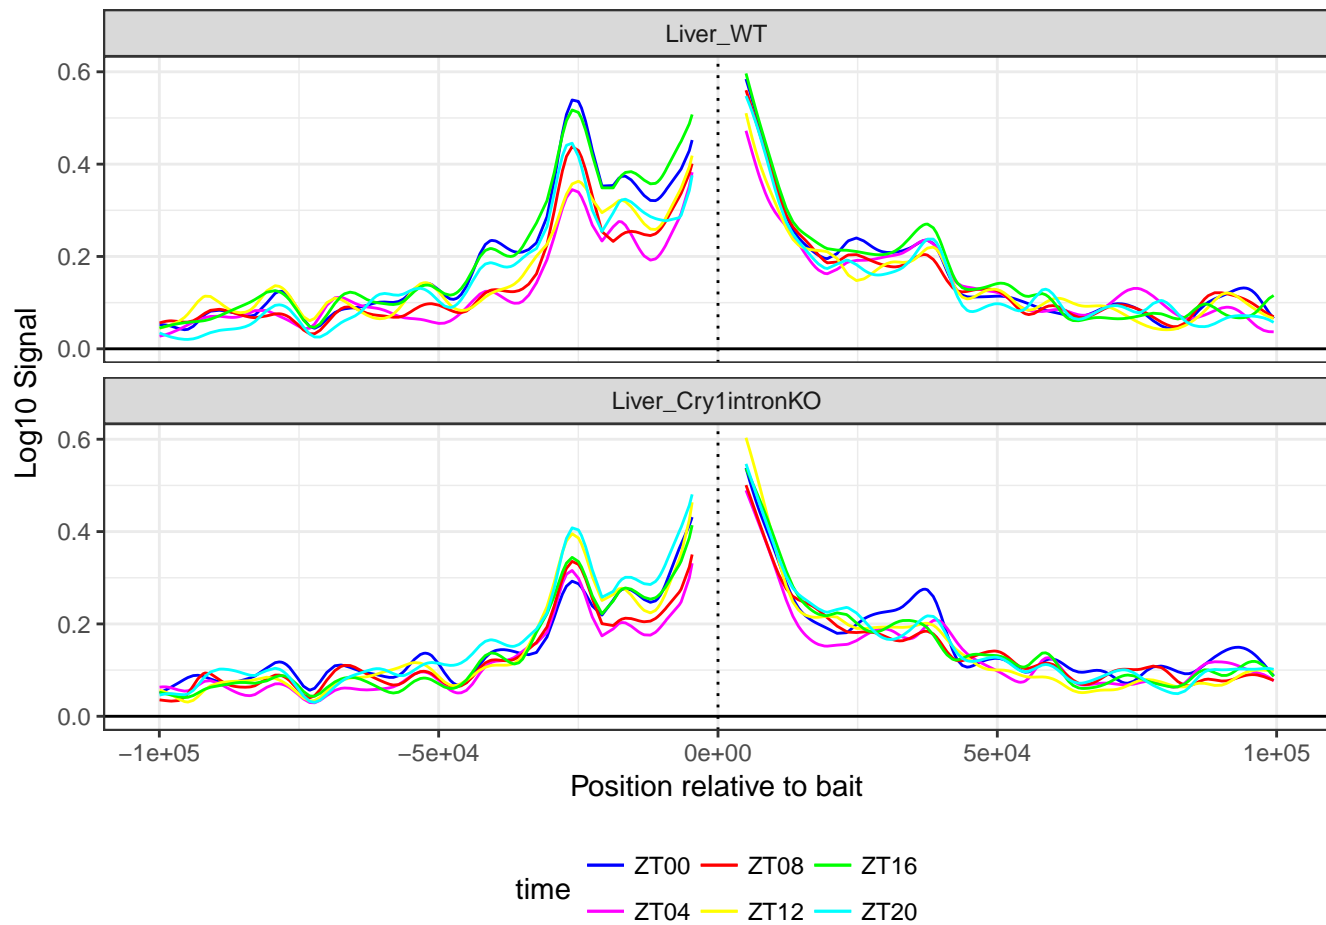 Liver_WT
0.6
0.4
0.2
0.0
Log10 Signal
Liver_Cry1intronKO
0.6
0.4
0.2
0.0
−1e+05 −5e+04 0e+00 5e+04 1e+05
Position relative to bait
time
ZT00 ZT08 ZT16
ZT04 ZT12 ZT20